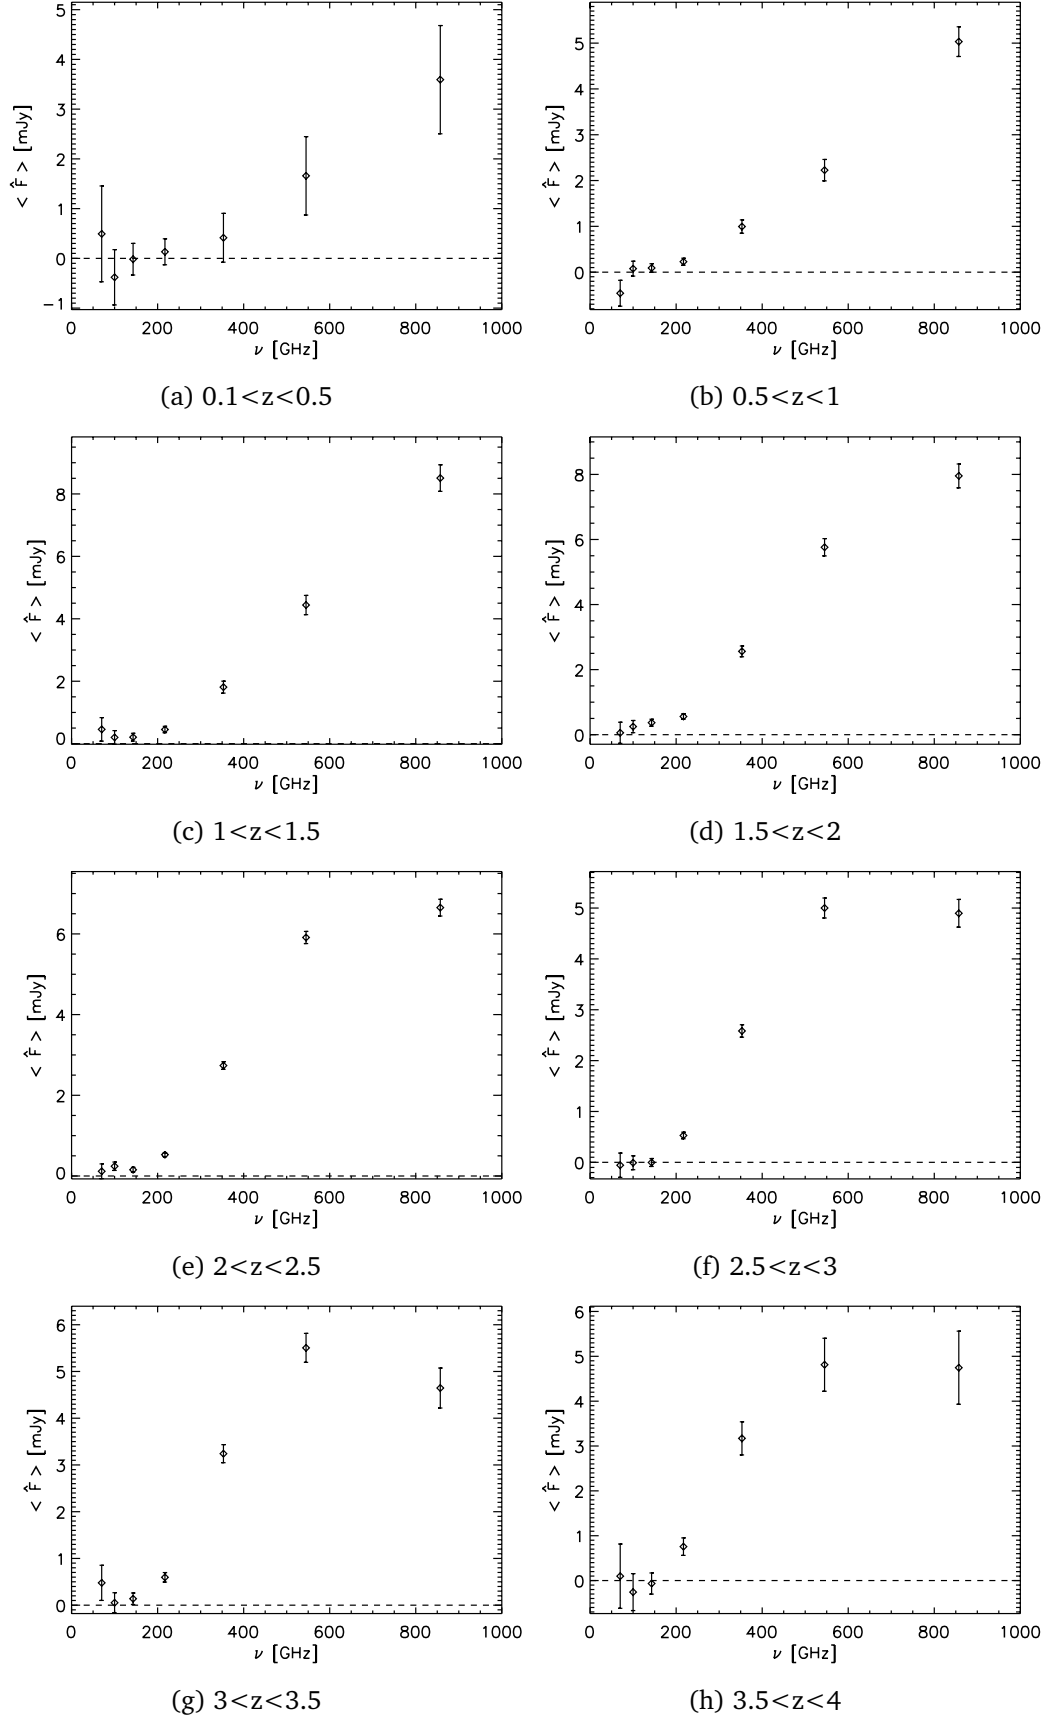 5
4
3
2
1
0
−1
< F̂ > [mJy]
0 200 400 600 800 1000
ν [GHz]
(a) 0.1<z<0.5
5
4
3
2
1
0
< F̂ > [mJy]
0 200 400 600 800 1000
ν [GHz]
(b) 0.5<z<1
8
6
4
2
0
< F̂ > [mJy]
0 200 400 600 800 1000
ν [GHz]
(c) 1<z<1.5
8
6
4
2
0
< F̂ > [mJy]
0 200 400 600 800 1000
ν [GHz]
(d) 1.5<z<2
6
4
2
0
< F̂ > [mJy]
0 200 400 600 800 1000
ν [GHz]
(e) 2<z<2.5
5
4
3
2
1
0
< F̂ > [mJy]
0 200 400 600 800 1000
ν [GHz]
(f) 2.5<z<3
6
5
4
3
2
1
0
< F̂ > [mJy]
0 200 400 600 800 1000
ν [GHz]
(g) 3<z<3.5
6
5
4
3
2
1
0
< F̂ > [mJy]
0 200 400 600 800 1000
ν [GHz]
(h) 3.5<z<4